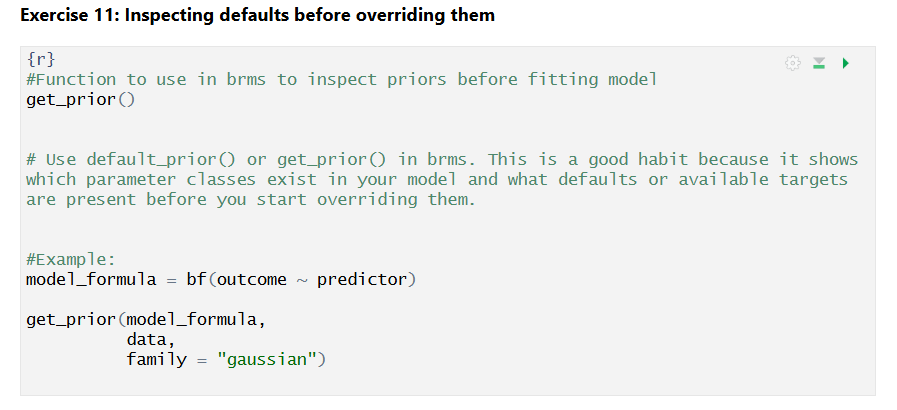 Exercise 11: Inspecting defaults before overriding them
{r}
#Function to use in brms to inspect priors before fitting model
get_prior()
# Use default_prior() or get_prior() in brms. This is a good habit because it shows
which parameter classes exist in your model and what defaults or available targets
are present before you start overriding them.
#Example:
model_formula = bf(outcome ~ predictor)
get_prior(model_formula,
data,
family = "gaussian")